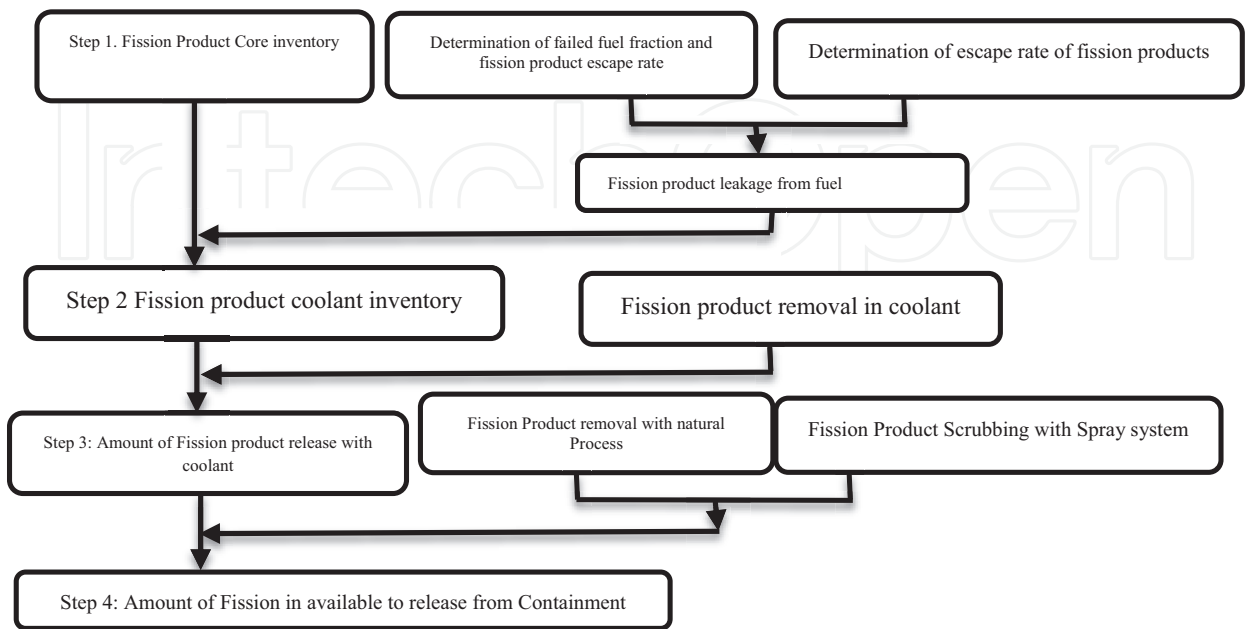 Step 1. Fission Product Core inventory
Determination of failed fuel fraction and
fission product escape rate
Determination of escape rate of fission products
Fission product leakage from fuel
Step 2 Fission product coolant inventory
Fission product removal in coolant
Step 3: Amount of Fission product release with
coolant
Fission Product removal with natural
Process
Fission Product Scrubbing with Spray system
Step 4: Amount of Fission in available to release from Containment
IntechOpen